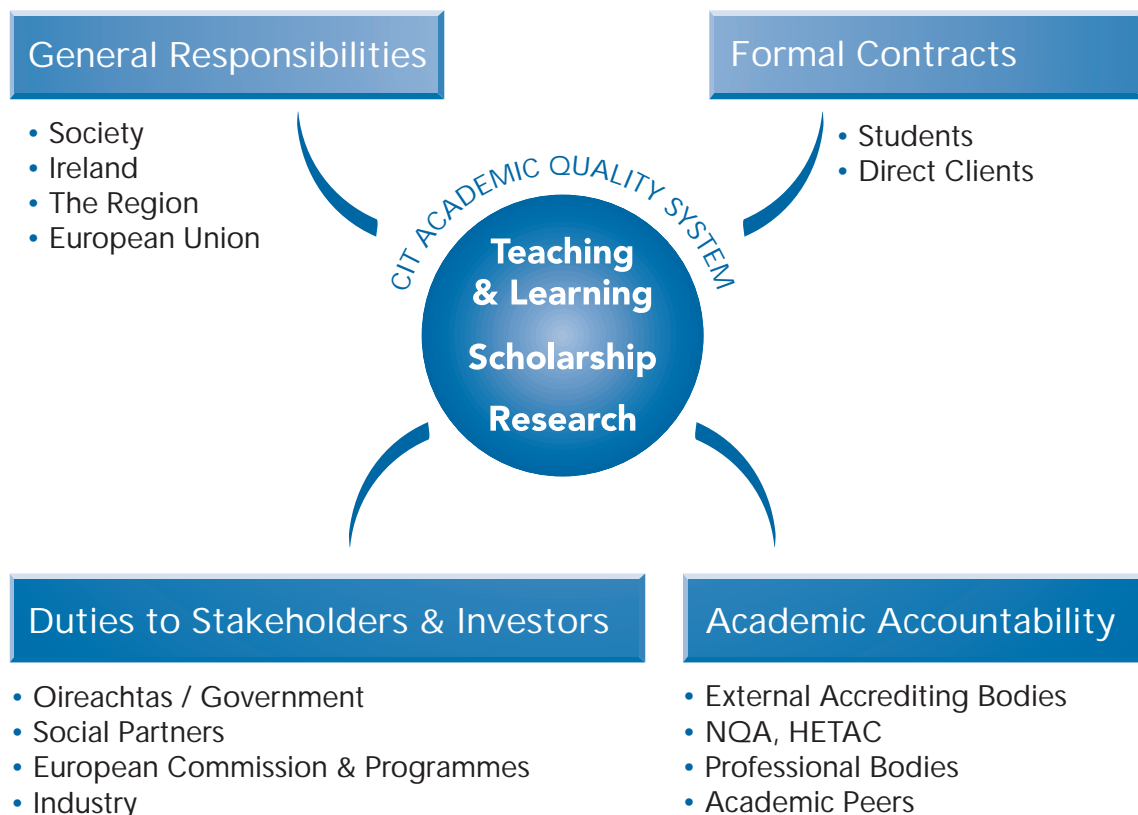 General Responsibilities
• Society
• Ireland
• The Region
• European Union
Formal Contracts
• Students
• Direct Clients
CIT ACADEMIC QUALITY SYSTEM
Teaching
& Learning
Scholarship
Research
Duties to Stakeholders & Investors
• Oireachtas / Government
• Social Partners
• European Commission & Programmes
• Industry
Academic Accountability
• External Accrediting Bodies
• NQA, HETAC
• Professional Bodies
• Academic Peers